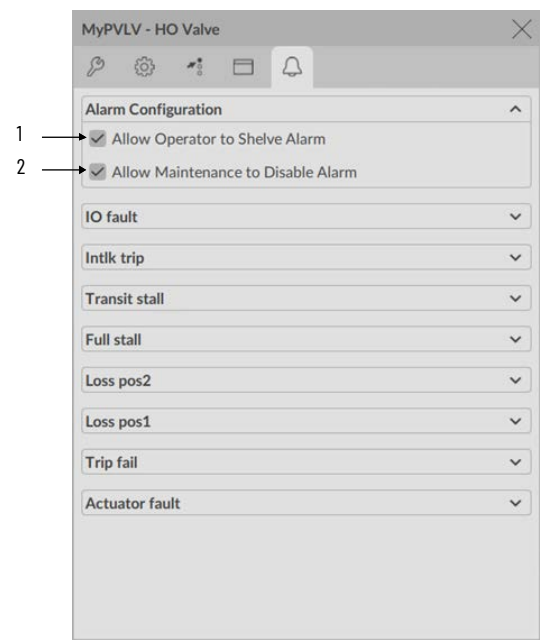 MyPVLV - HO Valve
Alarm Configuration
1
Allow Operator to Shelve Alarm
2
Allow Maintenance to Disable Alarm
IO fault
Intlk trip
Transit stall
Full stall
Loss pos2
Loss pos1
Trip fail
Actuator fault